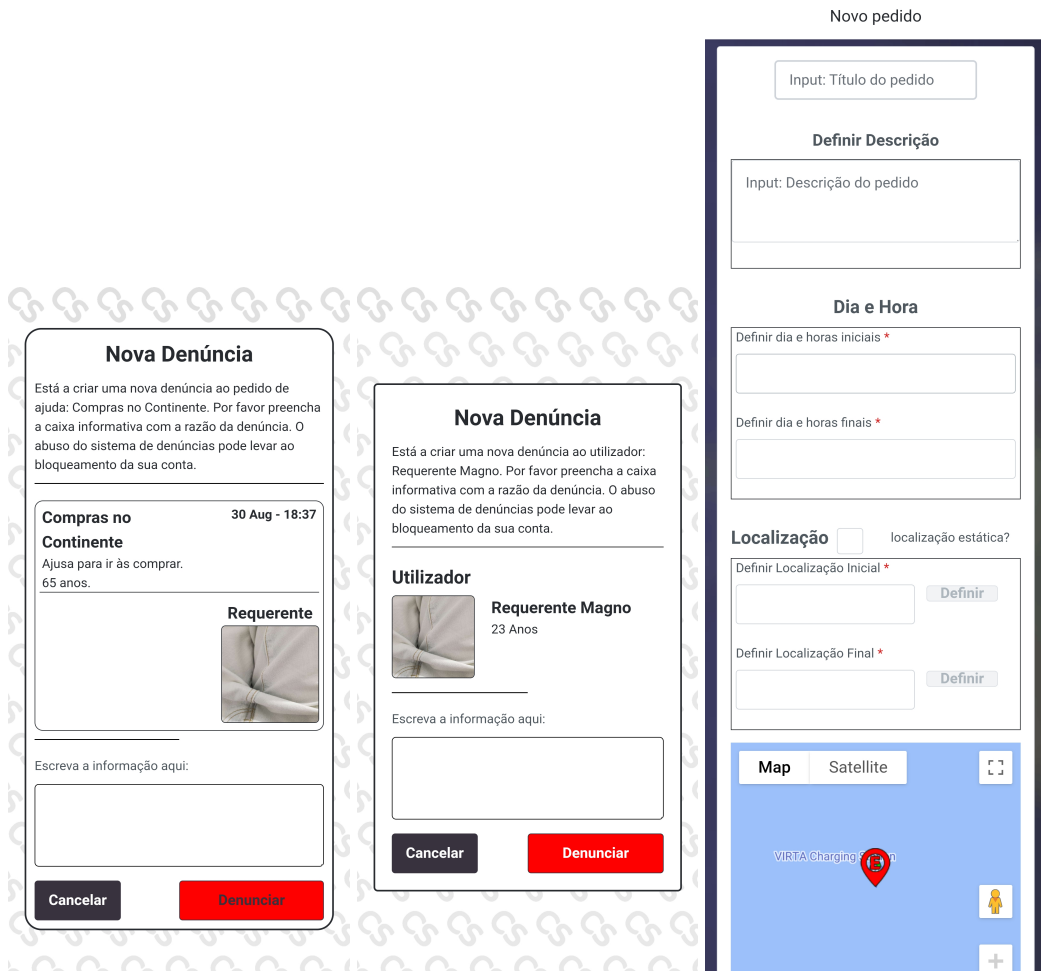 Nova Denúncia
Está a criar uma nova denúncia ao pedido de
ajuda: Compras no Continente. Por favor preencha
a caixa informativa com a razão da denúncia. O
abuso do sistema de denúncias pode levar ao
bloqueamento da sua conta.
Compras no
Continente
30 Aug - 18:37
Ajusa para ir às comprar.
65 anos.
Requerente
Escreva a informação aqui:
Cancelar
Denunciar
Nova Denúncia
Está a criar uma nova denúncia ao utilizador:
Requerente Magno. Por favor preencha a caixa
informativa com a razão da denúncia. O abuso
do sistema de denúncias pode levar ao
bloqueamento da sua conta.
Utilizador
Requerente Magno
23 Anos
Escreva a informação aqui:
Cancelar
Denunciar
Novo pedido
Input: Título do pedido
Definir Descrição
Input: Descrição do pedido
Dia e Hora
Definir dia e horas iniciais *
Definir dia e horas finais *
Localização
localização estática?
Definir Localização Inicial *
Definir
Definir Localização Final *
Definir
Map
Satellite
VIRTA Charging
E